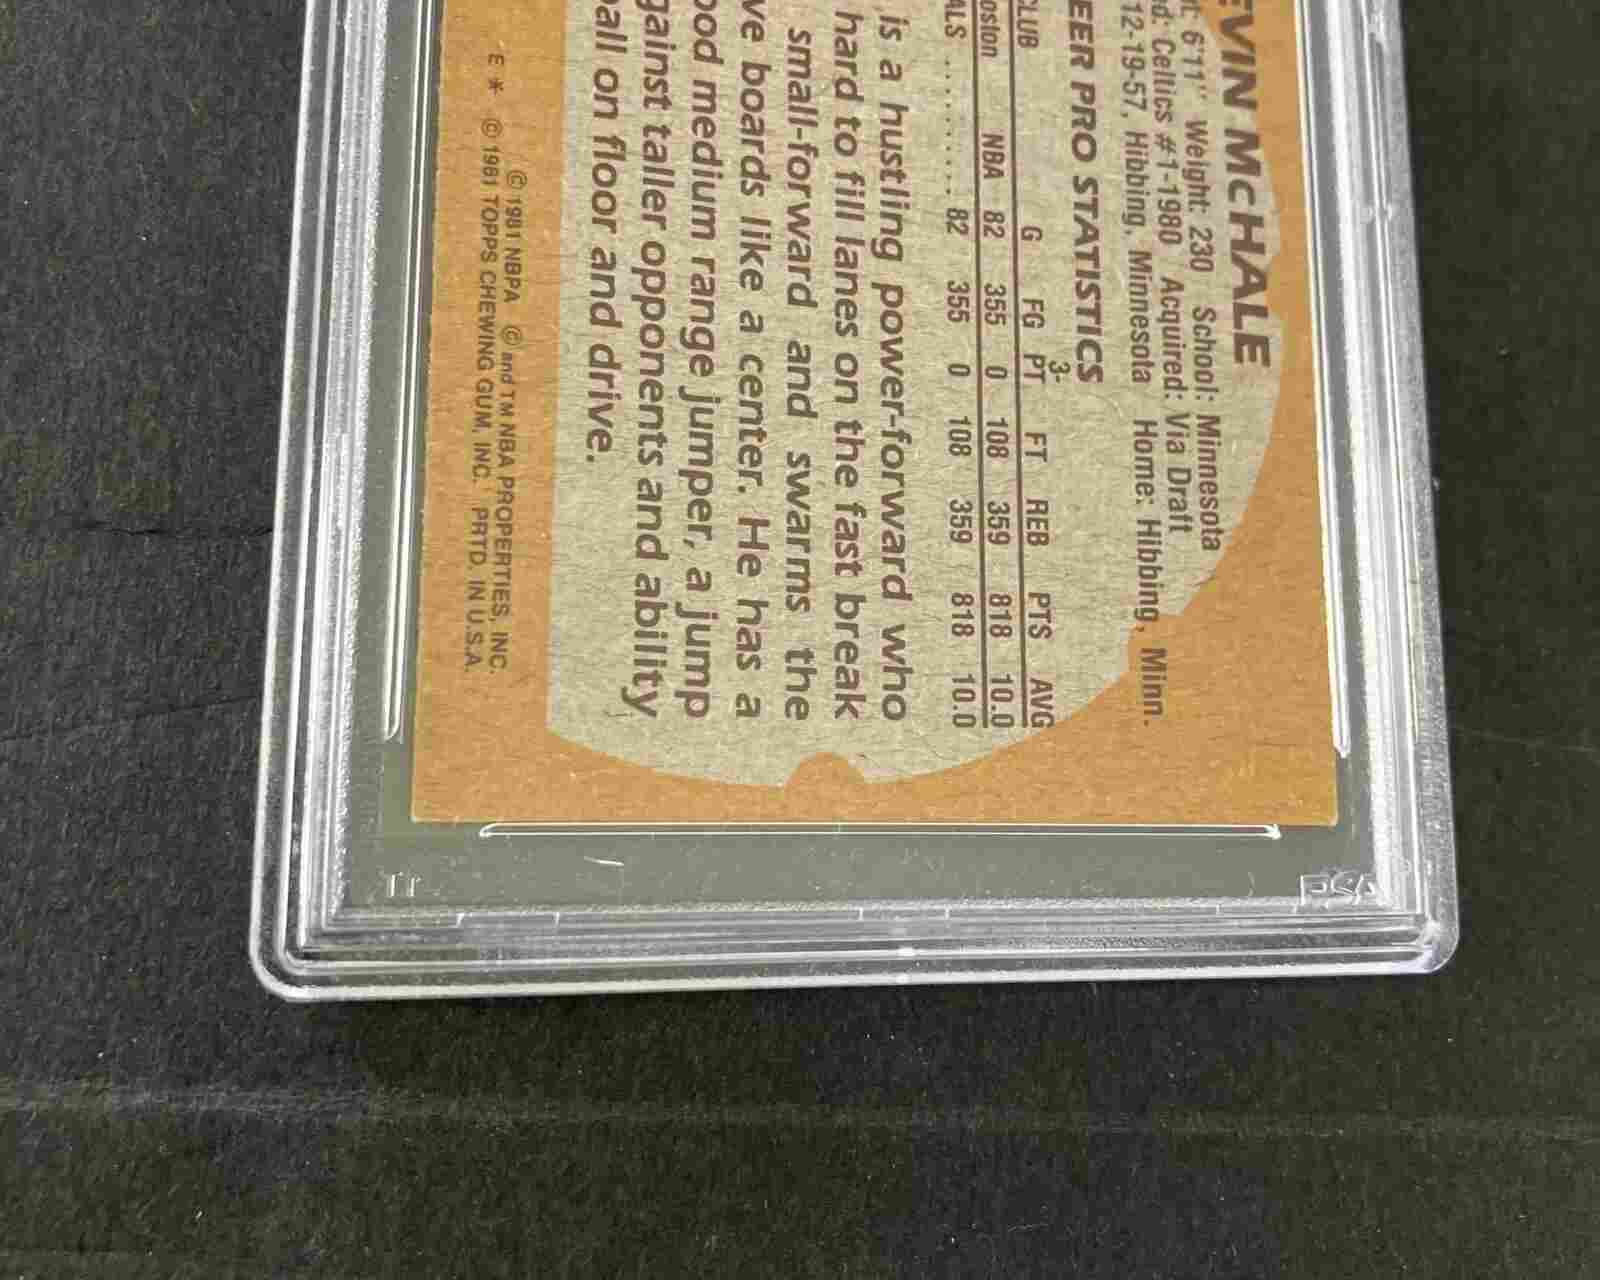 EVIN McHALE
t: 6'11" Weight: 230 School: Minnesota
d: Celtics #1-1980 Acquired: Via Draft
12-19-57, Hibbing, Minnesota Home: Hibbing, Minn.
EER PRO STATISTICS
CLUB G FG 3-PT FT REB PTS AVG
oston NBA 82 355 0 108 359 818 10.0
ALS .......... 82 355 0 108 359 818 10.0
is a hustling power-forward who
hard to fill lanes on the fast break
small-forward and swarms the
ve boards like a center. He has a
ood medium range jumper, a jump
gainst taller opponents and ability
ball on floor and drive.
© 1981 NBPA © and TM NBA PROPERTIES, INC.
E * © 1981 TOPPS CHEWING GUM, INC. PRTD. IN U.S.A.
PSA